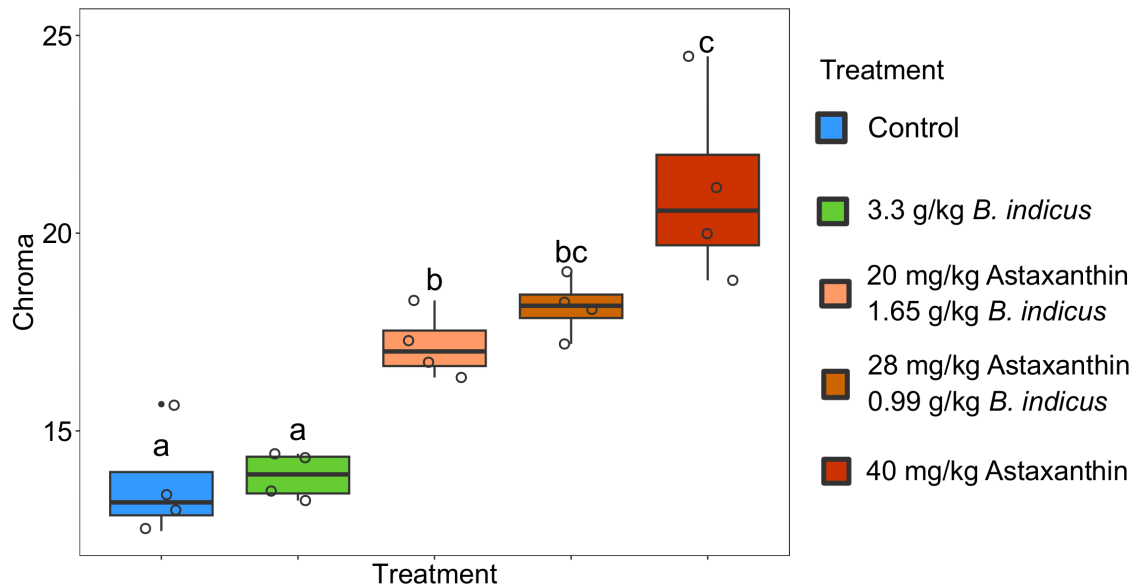 25
20
15
Chroma
a
a
b
bc
c
Treatment
Treatment
Control
3.3 g/kg B. indicus
20 mg/kg Astaxanthin
1.65 g/kg B. indicus
28 mg/kg Astaxanthin
0.99 g/kg B. indicus
40 mg/kg Astaxanthin